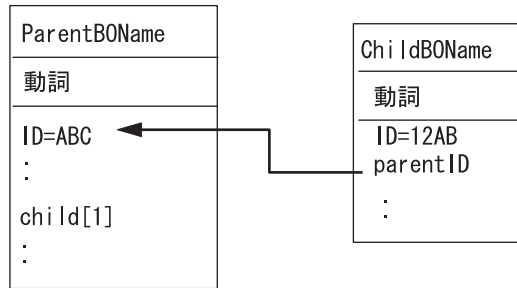 ParentBOName
動詞
ID=ABC
:
child[1]
:
ChildBOName
動詞
ID=12AB
parentID
: